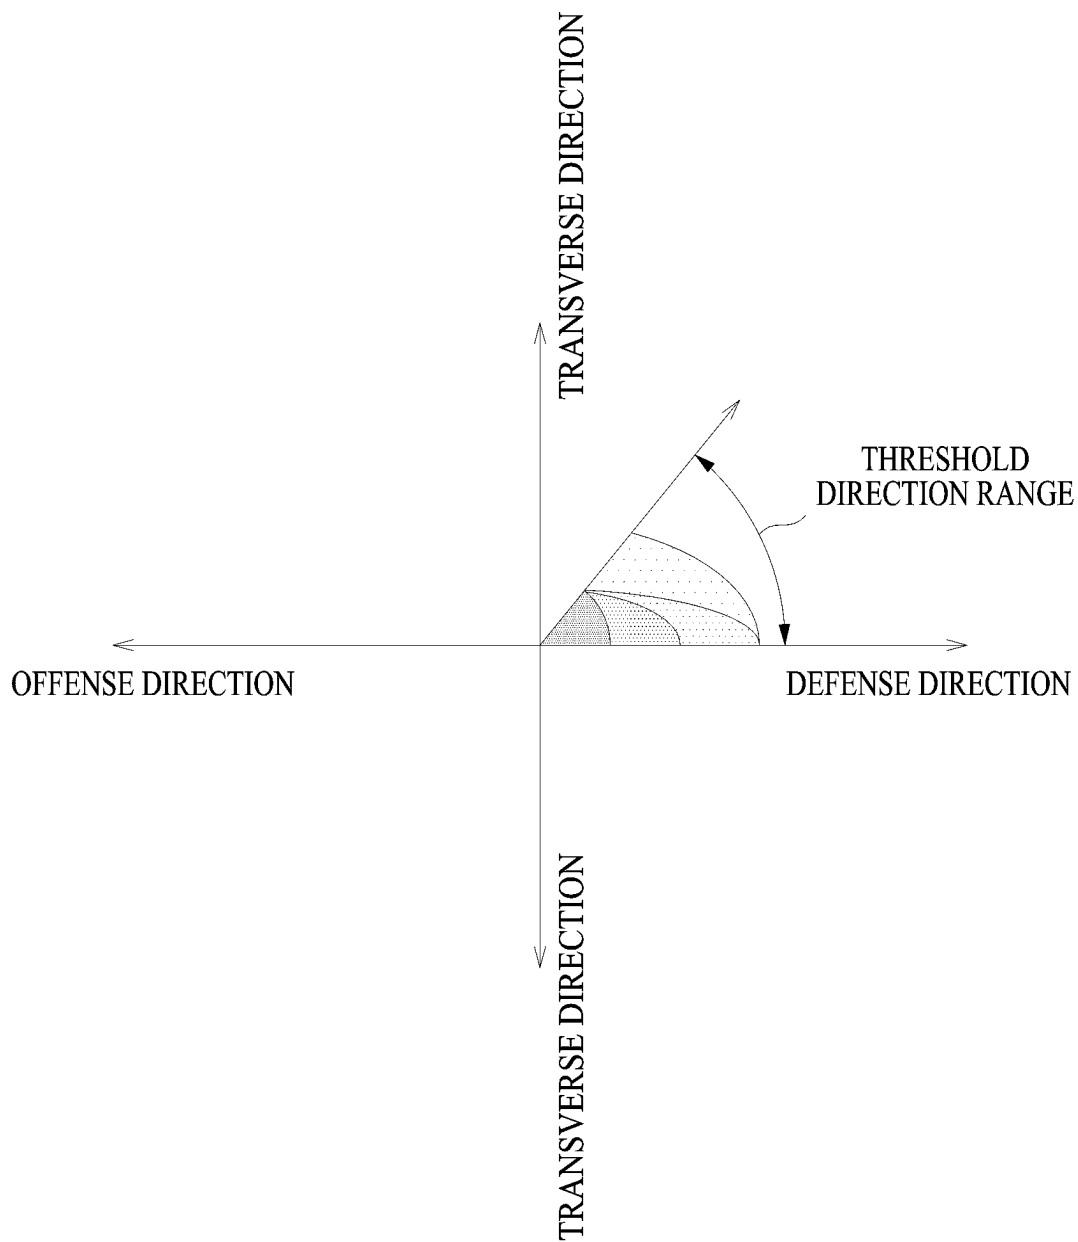 TRANSVERSE DIRECTION
THRESHOLD
DIRECTION RANGE
OFFENSE DIRECTION
DEFENSE DIRECTION
TRANSVERSE DIRECTION